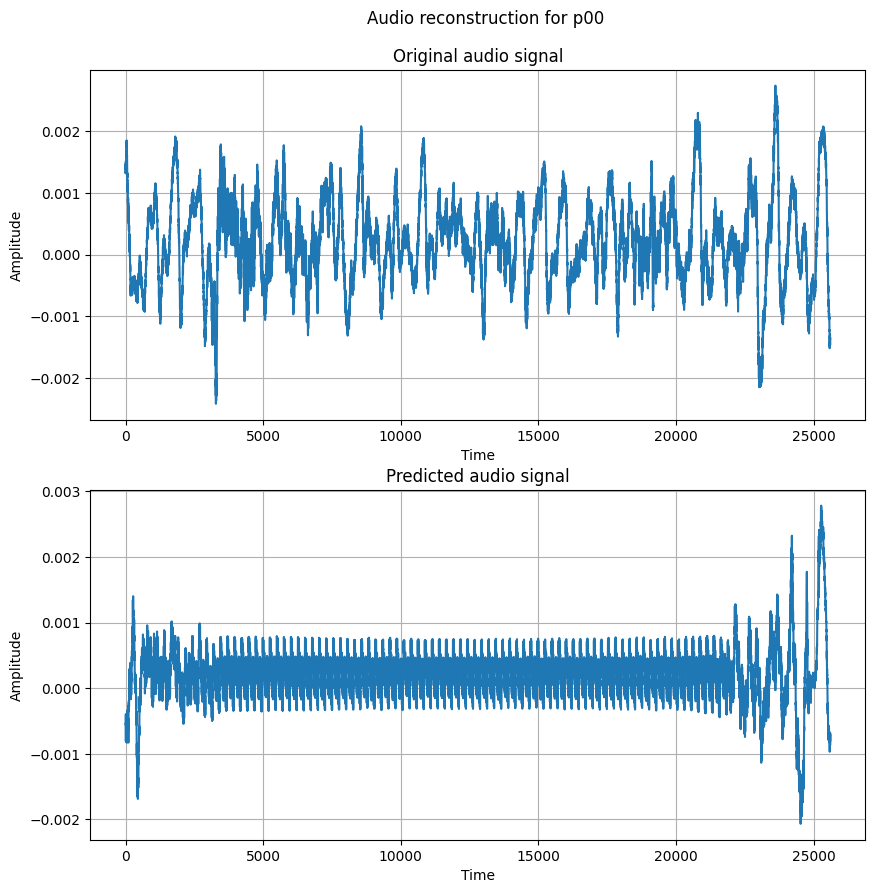 Audio reconstruction for p00
Original audio signal
0.002
0.001
0.000
−0.001
−0.002
Amplitude
0 5000 10000 15000 20000 25000
Time
Predicted audio signal
0.003
0.002
0.001
0.000
−0.001
−0.002
Amplitude
0 5000 10000 15000 20000 25000
Time